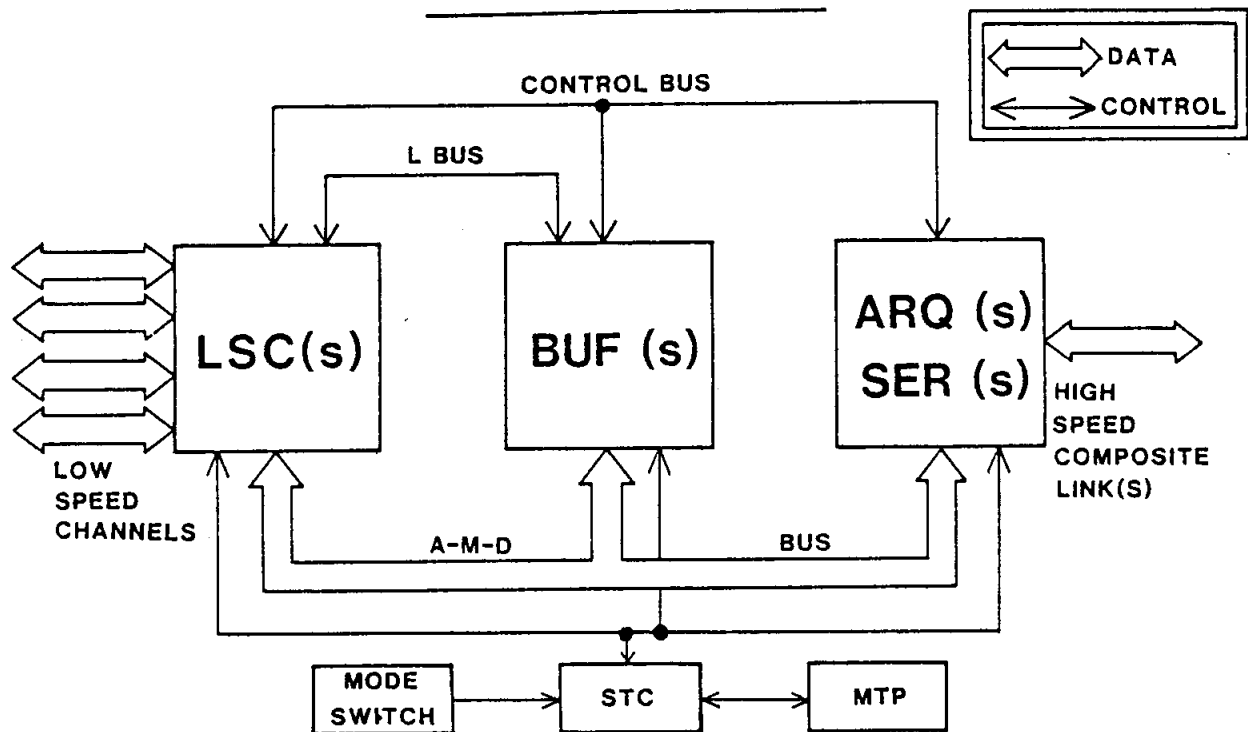 DATA
CONTROL
CONTROL BUS
L BUS
LSC(s)
BUF (s)
ARQ (s)
SER (s)
LOW
SPEED
CHANNELS
HIGH
SPEED
COMPOSITE
LINK(S)
A-M-D
BUS
MODE
SWITCH
STC
MTP